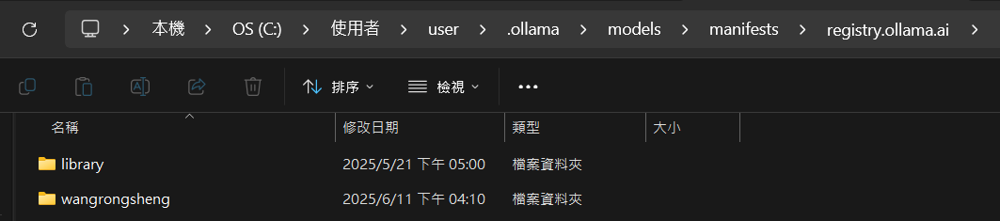 本機 > OS (C:) > 使用者 > user > .ollama > models > manifests > registry.ollama.ai >
排序 檢視
名稱 修改日期 類型 大小
library 2025/5/21 下午 05:00 檔案資料夾
wangrongsheng 2025/6/11 下午 04:10 檔案資料夾